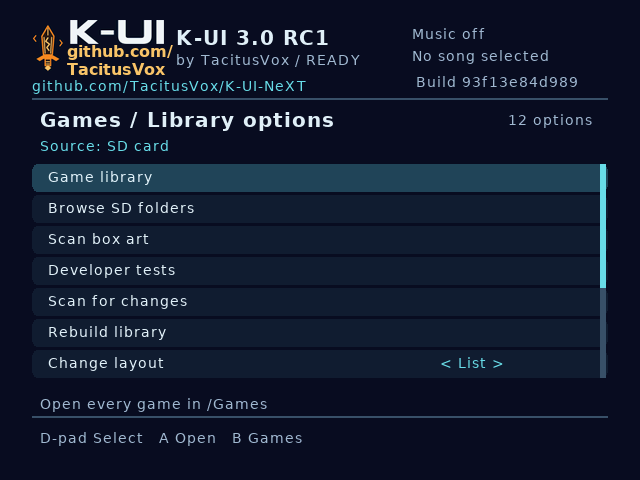 K-UI
github.com/
TacitusVox
K-UI 3.0 RC1
by TacitusVox / READY
github.com/TacitusVox/K-UI-NeXT
Music off
No song selected
Build 93f13e84d989
Games / Library options
12 options
Source: SD card
Game library
Browse SD folders
Scan box art
Developer tests
Scan for changes
Rebuild library
Change layout < List >
Open every game in /Games
D-pad Select A Open B Games